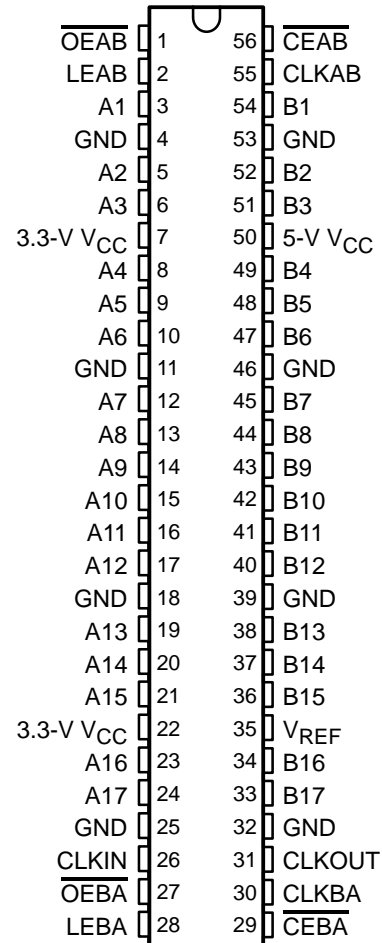 O̅E̅A̅B̅ 1 56 C̅E̅A̅B̅
LEAB 2 55 CLKAB
A1 3 54 B1
GND 4 53 GND
A2 5 52 B2
A3 6 51 B3
3.3-V VCC 7 50 5-V VCC
A4 8 49 B4
A5 9 48 B5
A6 10 47 B6
GND 11 46 GND
A7 12 45 B7
A8 13 44 B8
A9 14 43 B9
A10 15 42 B10
A11 16 41 B11
A12 17 40 B12
GND 18 39 GND
A13 19 38 B13
A14 20 37 B14
A15 21 36 B15
3.3-V VCC 22 35 VREF
A16 23 34 B16
A17 24 33 B17
GND 25 32 GND
CLKIN 26 31 CLKOUT
O̅E̅B̅A̅ 27 30 CLKBA
LEBA 28 29 C̅E̅B̅A̅